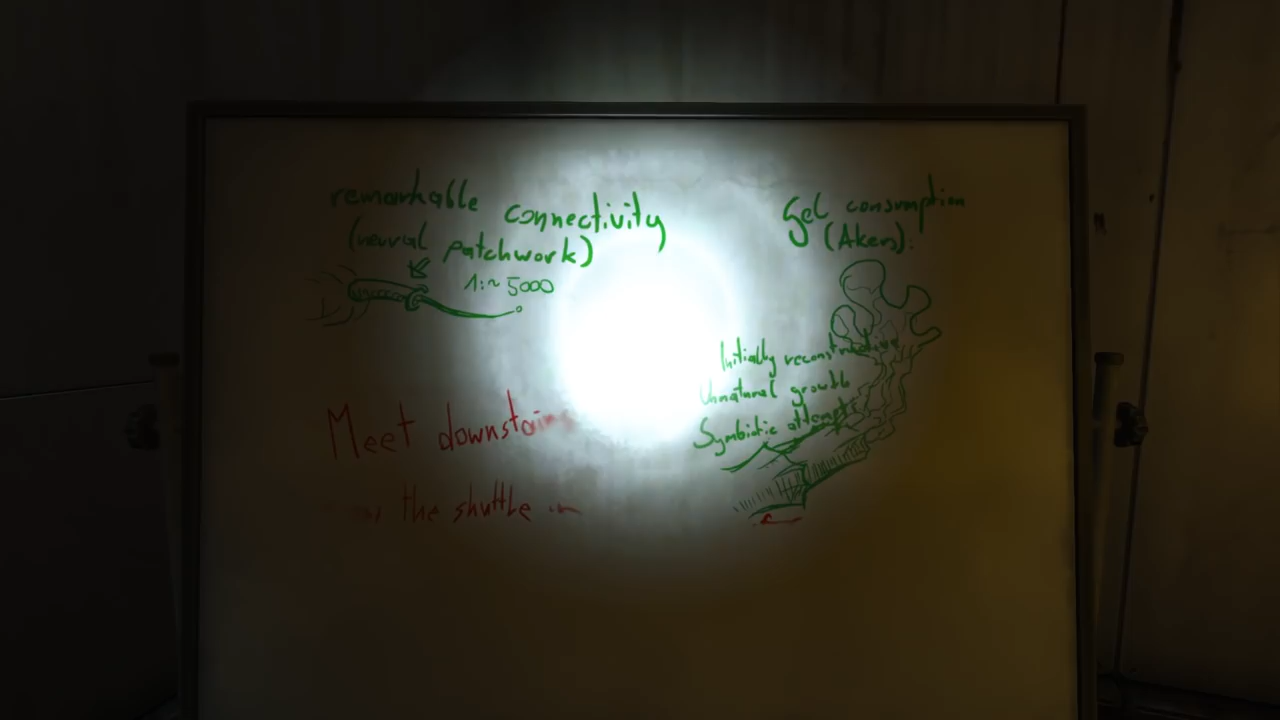 remarkable connectivity
(neural patchwork)
1:~ 5000
Gel consumption
(Akers):
Initially reconstructive
Unnatural growth
Symbiotic attempt
Meet downstairs
the shuttle in